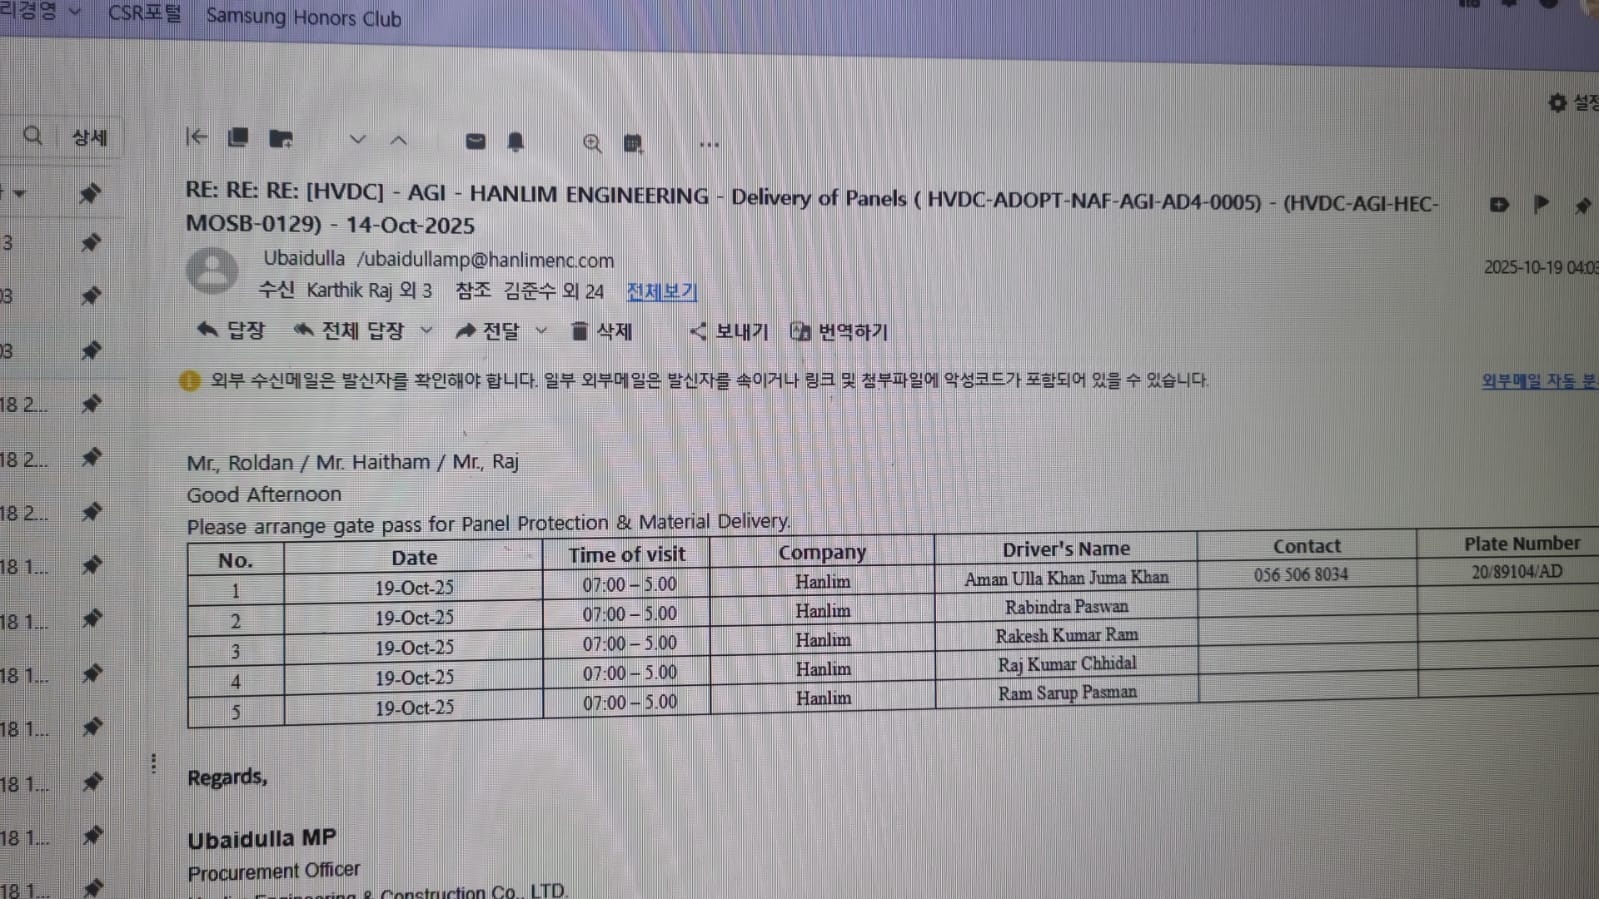 리경영 CSR포털 Samsung Honors Club
설정
상세
RE: RE: RE: [HVDC] - AGI - HANLIM ENGINEERING - Delivery of Panels ( HVDC-ADOPT-NAF-AGI-AD4-0005) - (HVDC-AGI-HEC-
MOSB-0129) - 14-Oct-2025
Ubaidulla /ubaidullamp@hanlimenc.com
2025-10-19 04:03
수신 Karthik Raj 외 3 참조 김준수 외 24 전체보기
답장 전체 답장 전달 삭제 보내기 번역하기
외부 수신메일은 발신자를 확인해야 합니다. 일부 외부메일은 발신자를 속이거나 링크 및 첨부파일에 악성코드가 포함되어 있을 수 있습니다.
외부메일 자동 분
3
03
03
18 2...
18 2...
18 2...
18 1...
18 1...
18 1...
18 1...
18 1...
18 1...
18 1...
Mr., Roldan / Mr. Haitham / Mr., Raj
Good Afternoon
Please arrange gate pass for Panel Protection & Material Delivery.
No. Date Time of visit Company Driver's Name Contact Plate Number
1 19-Oct-25 07:00 – 5.00 Hanlim Aman Ulla Khan Juma Khan 056 506 8034 20/89104/AD
2 19-Oct-25 07:00 – 5.00 Hanlim Rabindra Paswan
3 19-Oct-25 07:00 – 5.00 Hanlim Rakesh Kumar Ram
4 19-Oct-25 07:00 – 5.00 Hanlim Raj Kumar Chhidal
5 19-Oct-25 07:00 – 5.00 Hanlim Ram Sarup Pasman
Regards,
Ubaidulla MP
Procurement Officer
Engineering & Construction Co., LTD.